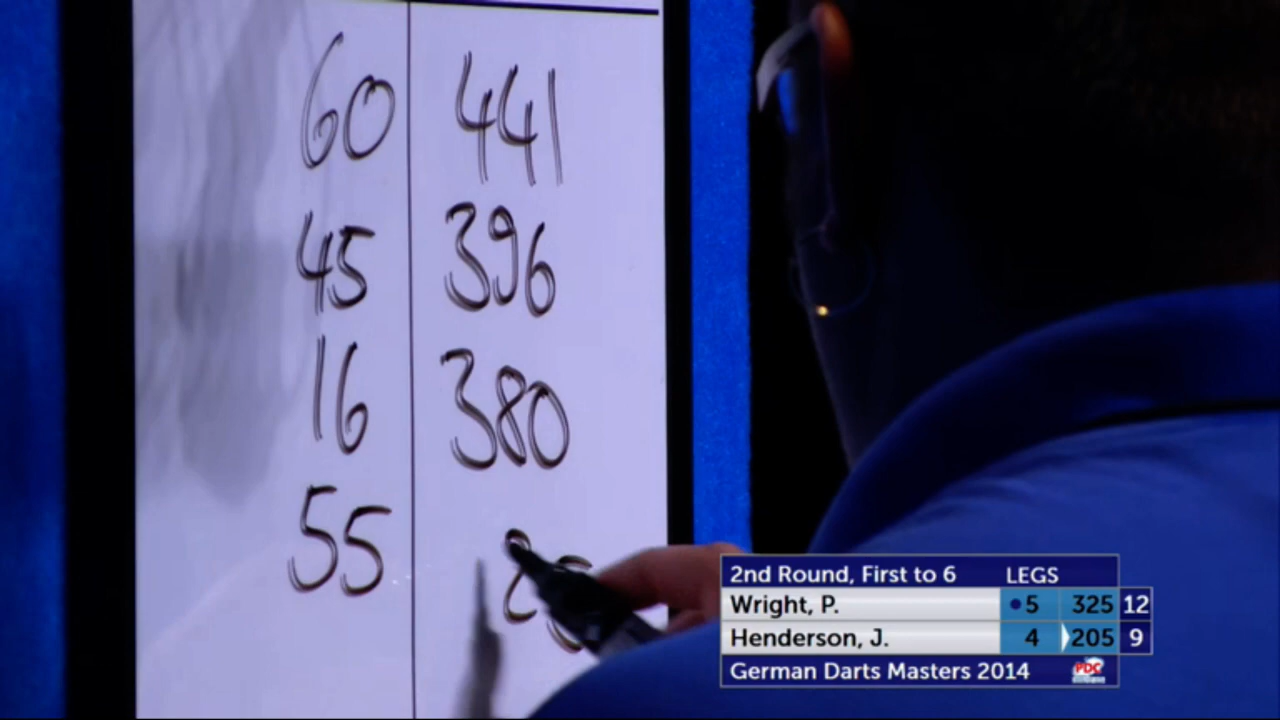 60 441
45 396
16 380
55
2nd Round, First to 6 LEGS
Wright, P. 5 325 12
Henderson, J. 4 205 9
German Darts Masters 2014
PDC